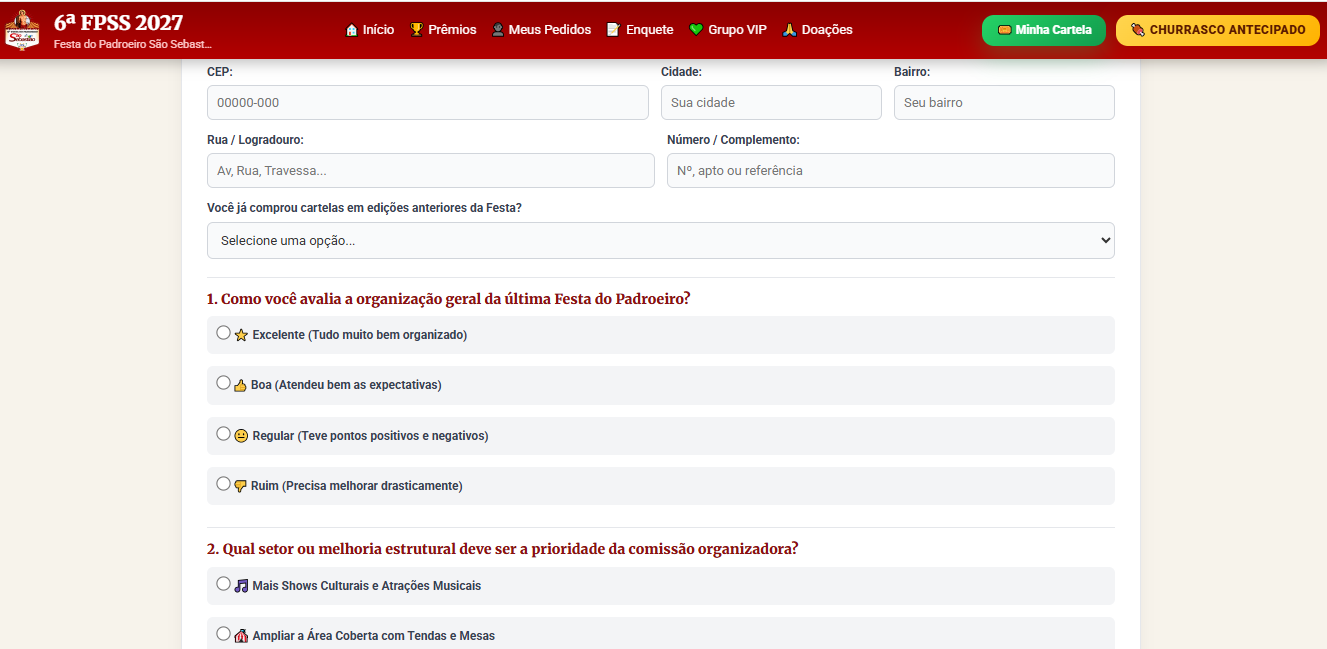 6ª FPSS 2027
Festa do Padroeiro São Sebast...
Início
Prêmios
Meus Pedidos
Enquete
Grupo VIP
Doações
Minha Cartela
CHURRASCO ANTECIPADO
CEP:
Cidade:
Bairro:
00000-000
Sua cidade
Seu bairro
Rua / Logradouro:
Número / Complemento:
Av, Rua, Travessa...
Nº, apto ou referência
Você já comprou cartelas em edições anteriores da Festa?
Selecione uma opção...
1. Como você avalia a organização geral da última Festa do Padroeiro?
Excelente (Tudo muito bem organizado)
Boa (Atendeu bem as expectativas)
Regular (Teve pontos positivos e negativos)
Ruim (Precisa melhorar drasticamente)
2. Qual setor ou melhoria estrutural deve ser a prioridade da comissão organizadora?
Mais Shows Culturais e Atrações Musicais
Ampliar a Área Coberta com Tendas e Mesas